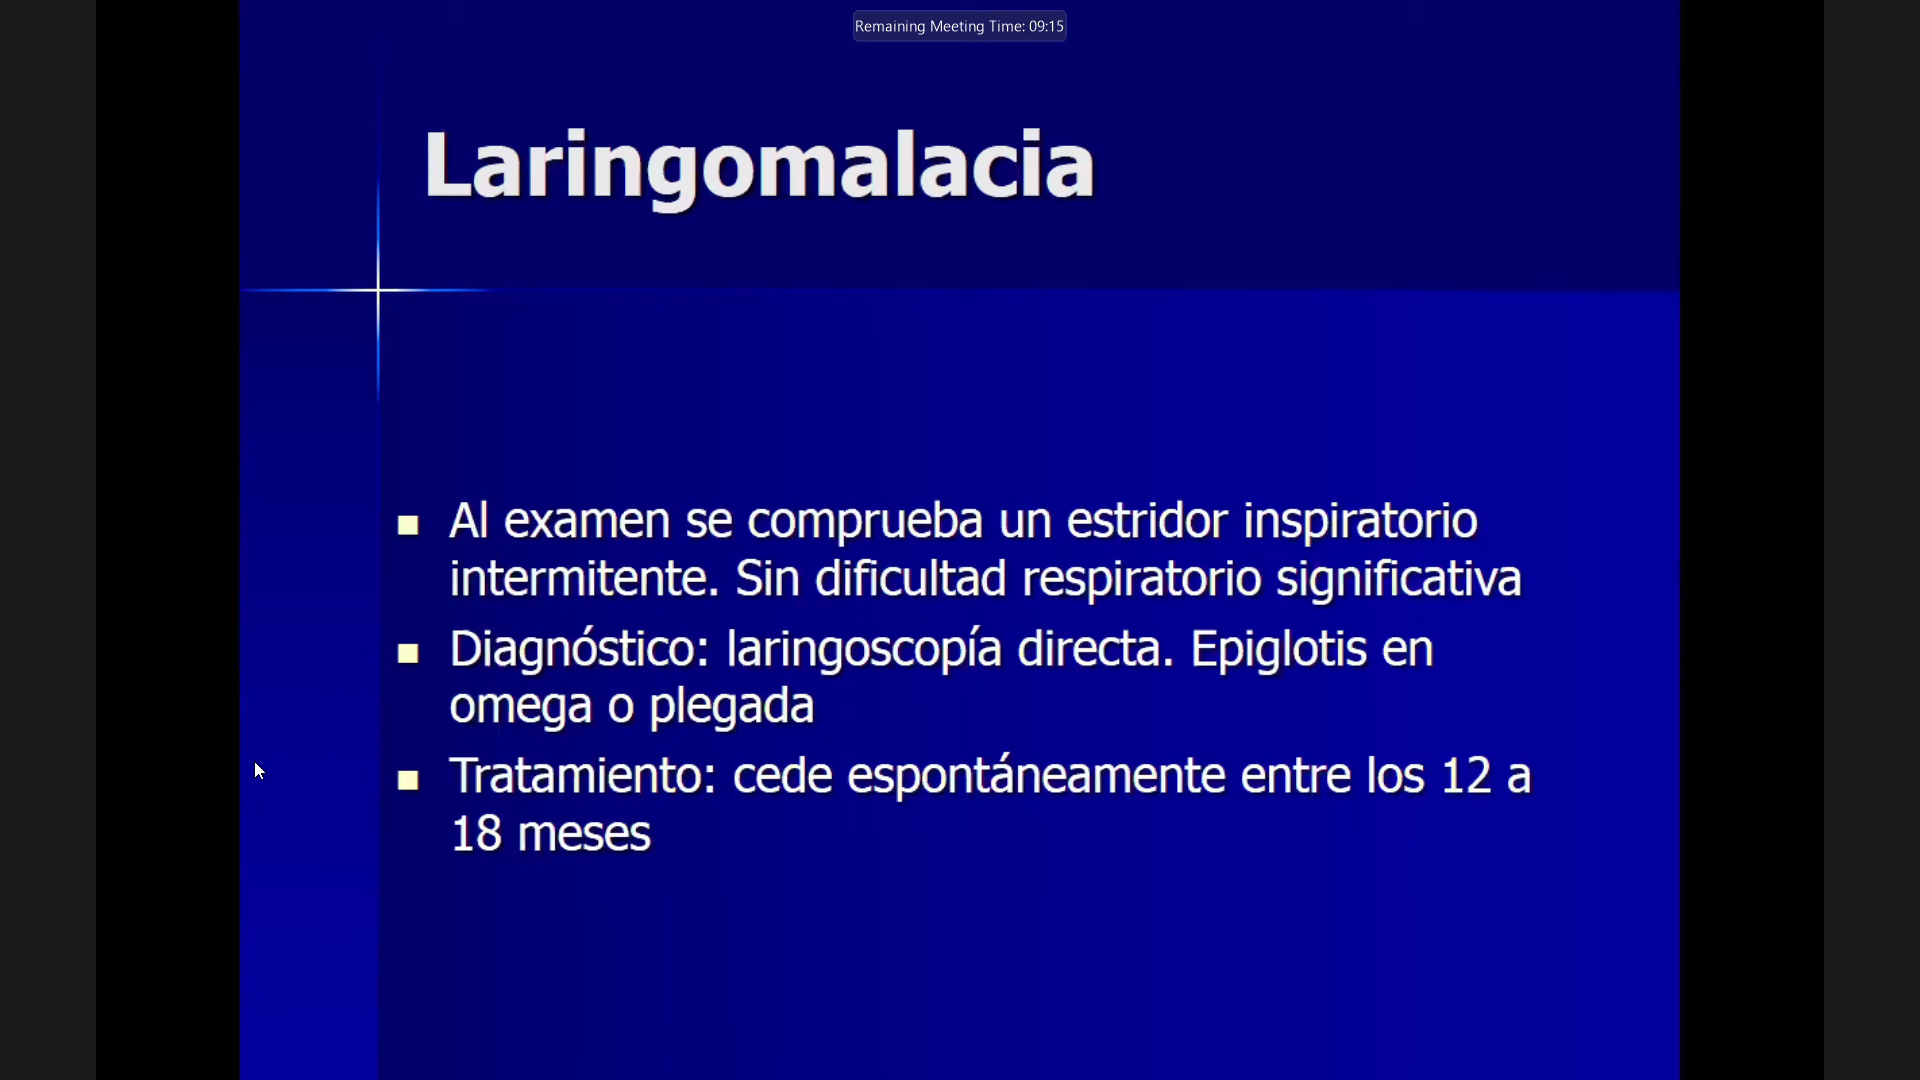 Remaining Meeting Time: 09:15
Laringomalacia
Al examen se comprueba un estridor inspiratorio
intermitente. Sin dificultad respiratorio significativa
Diagnóstico: laringoscopía directa. Epiglotis en
omega o plegada
Tratamiento: cede espontáneamente entre los 12 a
18 meses